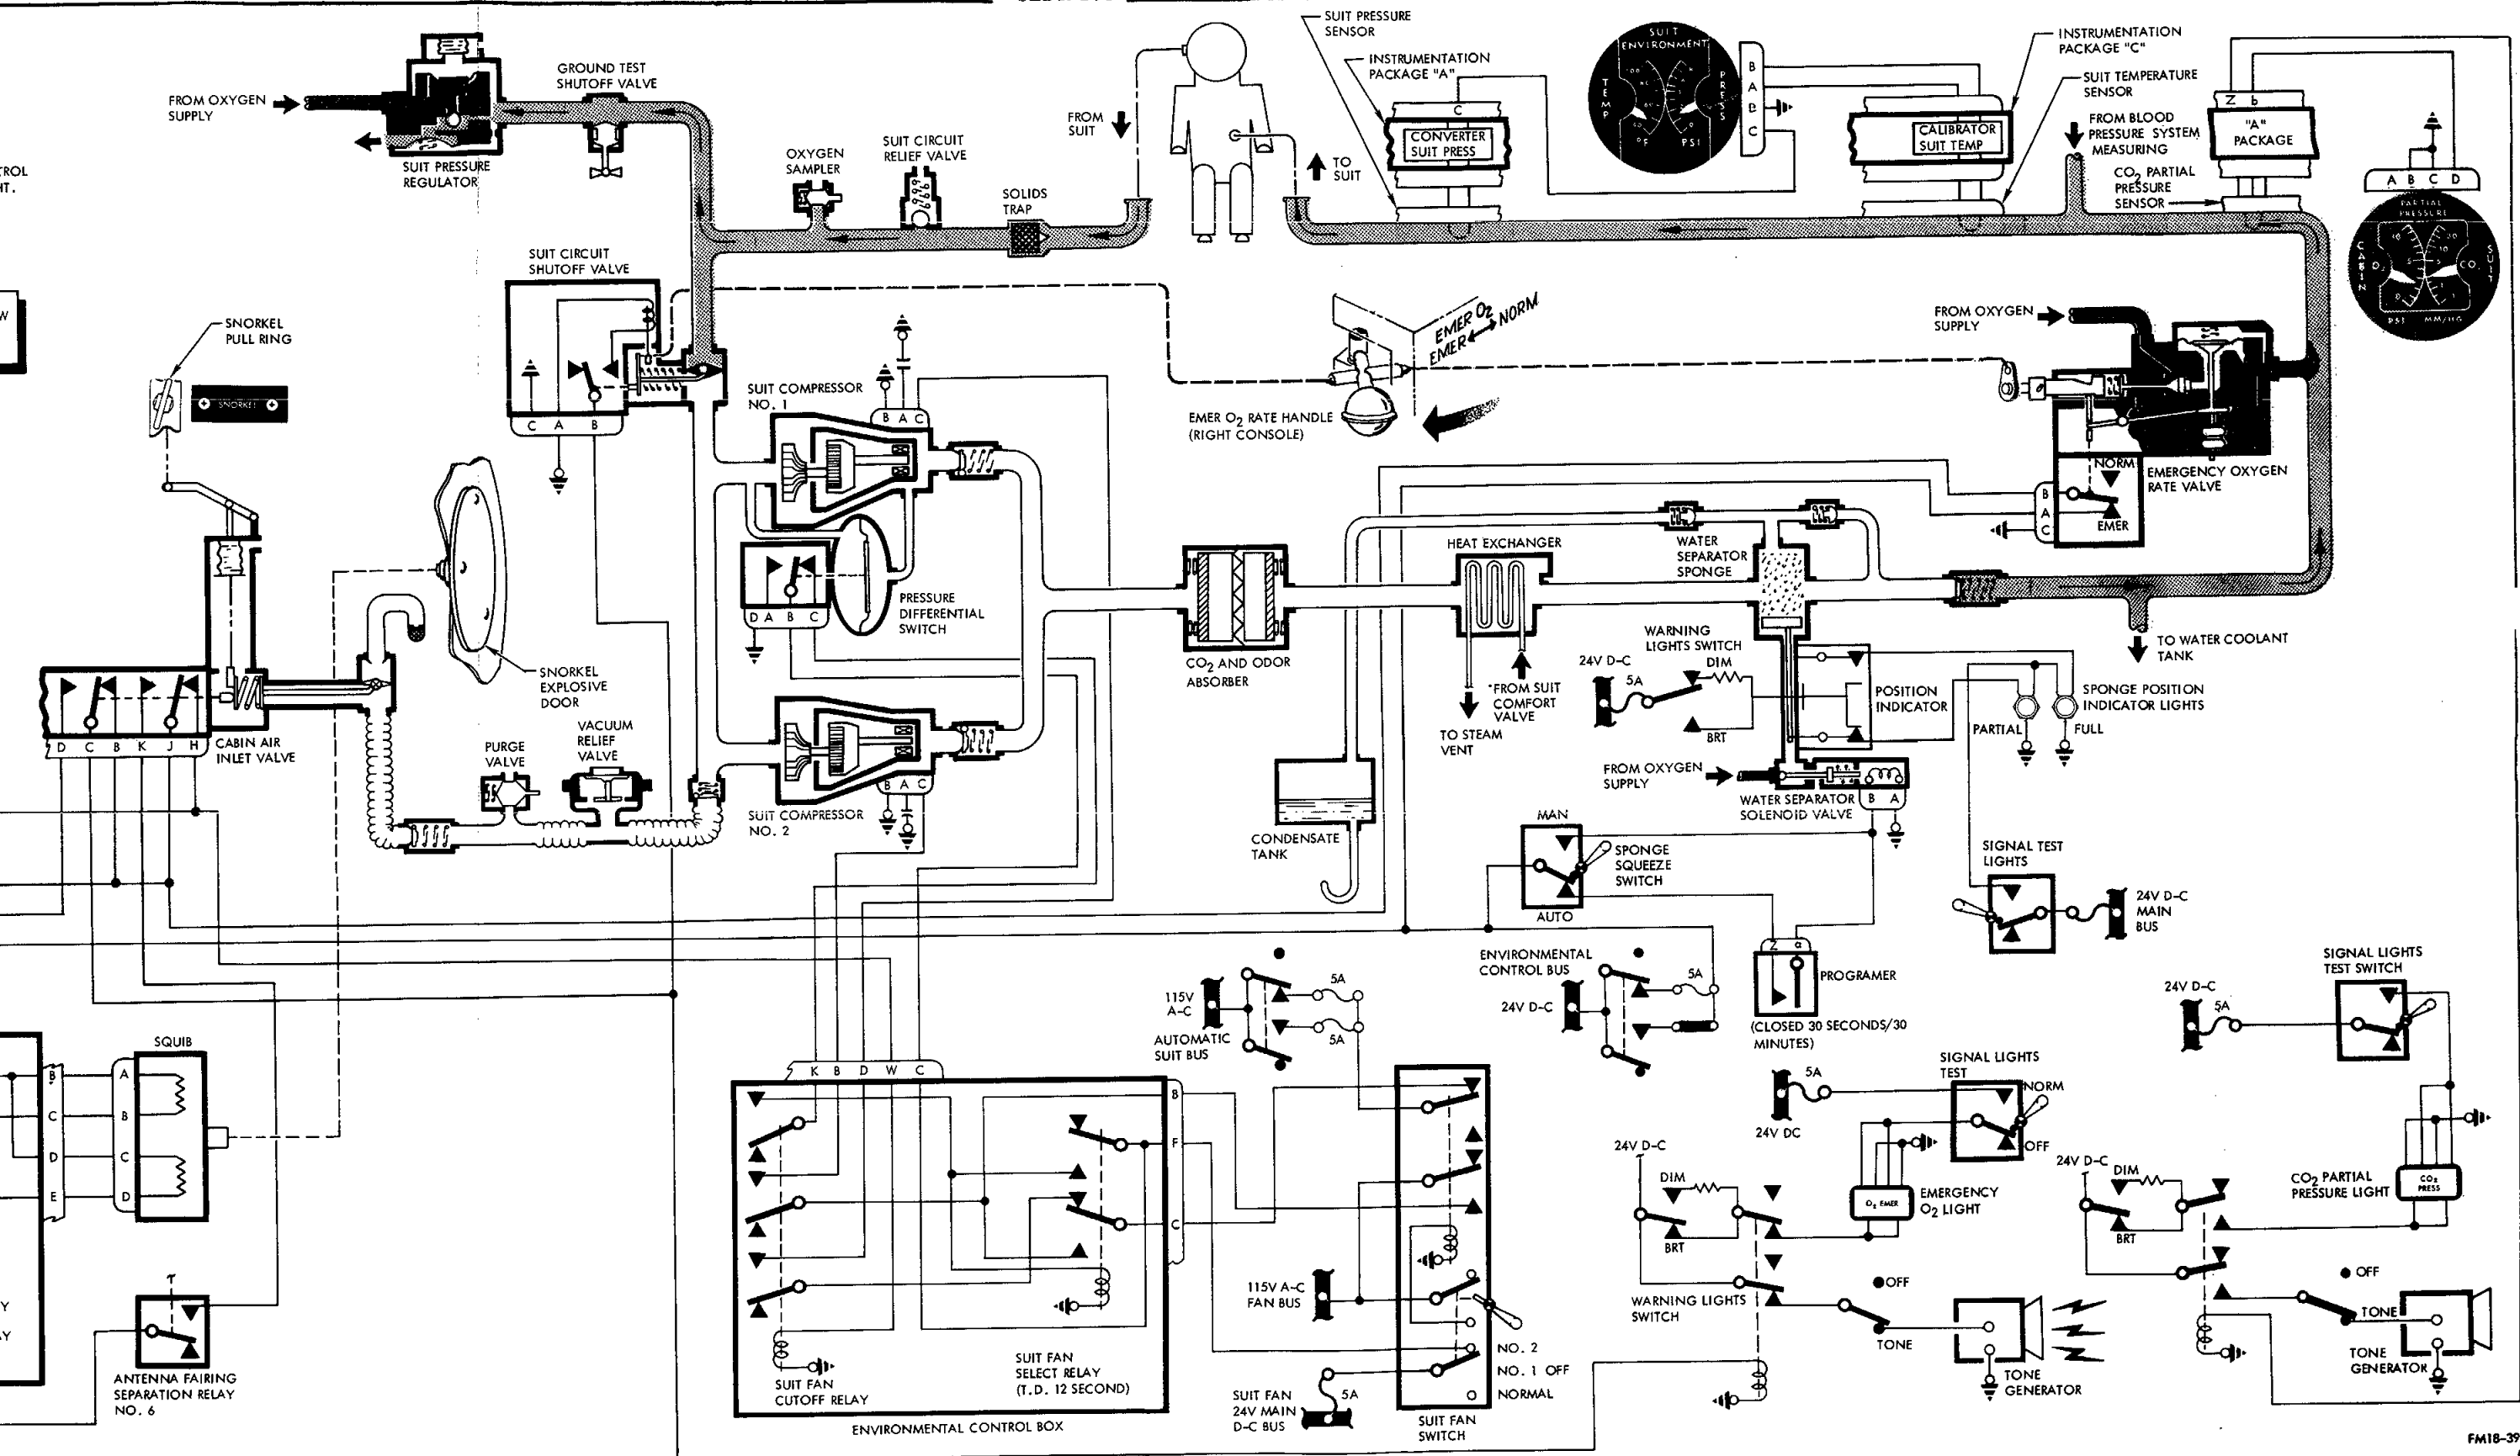 SUIT PRESSURE
SENSOR
INSTRUMENTATION
PACKAGE "A"
C
CONVERTER
SUIT PRESS
SUIT
ENVIRONMENT
TEMP
PRESS
°F
PSI
B
A
D
C
CALIBRATOR
SUIT TEMP
INSTRUMENTATION
PACKAGE "C"
SUIT TEMPERATURE
SENSOR
FROM BLOOD
PRESSURE SYSTEM
MEASURING
CO2 PARTIAL
PRESSURE
SENSOR
Z b
"A"
PACKAGE
A B C D
PARTIAL
PRESSURE
CABIN
SUIT
O2
CO2
PSI MM/HG
FROM OXYGEN
SUPPLY
GROUND TEST
SHUTOFF VALVE
SUIT PRESSURE
REGULATOR
OXYGEN
SAMPLER
SUIT CIRCUIT
RELIEF VALVE
SOLIDS
TRAP
FROM
SUIT
TO
SUIT
TROL
HT.
W
SNORKEL
PULL RING
SNORKEL
SUIT CIRCUIT
SHUTOFF VALVE
C A B
SUIT COMPRESSOR
NO. 1
B A C
EMER O2
EMER NORM
EMER O2 RATE HANDLE
(RIGHT CONSOLE)
FROM OXYGEN
SUPPLY
NORM
EMER
B
A
C
EMERGENCY OXYGEN
RATE VALVE
PRESSURE
DIFFERENTIAL
SWITCH
D A B C
SNORKEL
EXPLOSIVE
DOOR
CO2 AND ODOR
ABSORBER
HEAT EXCHANGER
WATER
SEPARATOR
SPONGE
TO STEAM
VENT
*FROM SUIT
COMFORT
VALVE
WARNING
LIGHTS SWITCH
24V D-C
5A
DIM
BRT
POSITION
INDICATOR
SPONGE POSITION
INDICATOR LIGHTS
PARTIAL
FULL
TO WATER COOLANT
TANK
D C B K J H
CABIN AIR
INLET VALVE
PURGE
VALVE
VACUUM
RELIEF
VALVE
SUIT COMPRESSOR
NO. 2
B A C
CONDENSATE
TANK
FROM OXYGEN
SUPPLY
WATER SEPARATOR
SOLENOID VALVE
B A
MAN
SPONGE
SQUEEZE
SWITCH
AUTO
SIGNAL TEST
LIGHTS
24V D-C
MAIN
BUS
Z a
PROGRAMER
(CLOSED 30 SECONDS/30
MINUTES)
115V
A-C
AUTOMATIC
SUIT BUS
5A
5A
ENVIRONMENTAL
CONTROL BUS
24V D-C
5A
SIGNAL LIGHTS
TEST SWITCH
24V D-C
5A
SQUIB
B
C
D
E
A
B
C
D
K B D W C
B
F
C
SUIT FAN
CUTOFF RELAY
SUIT FAN
SELECT RELAY
(T.D. 12 SECOND)
ENVIRONMENTAL CONTROL BOX
115V A-C
FAN BUS
SUIT FAN
24V MAIN
D-C BUS
5A
NO. 2
NO. 1 OFF
NORMAL
SUIT FAN
SWITCH
SIGNAL LIGHTS
TEST
5A
24V DC
NORM
OFF
24V D-C
DIM
BRT
O2 EMER
EMERGENCY
O2 LIGHT
WARNING LIGHTS
SWITCH
OFF
TONE
TONE
GENERATOR
24V D-C
DIM
BRT
CO2 PARTIAL
PRESSURE LIGHT
CO2
PRESS
OFF
TONE
TONE
GENERATOR
Y
AY
ANTENNA FAIRING
SEPARATION RELAY
NO. 6
FM18-39